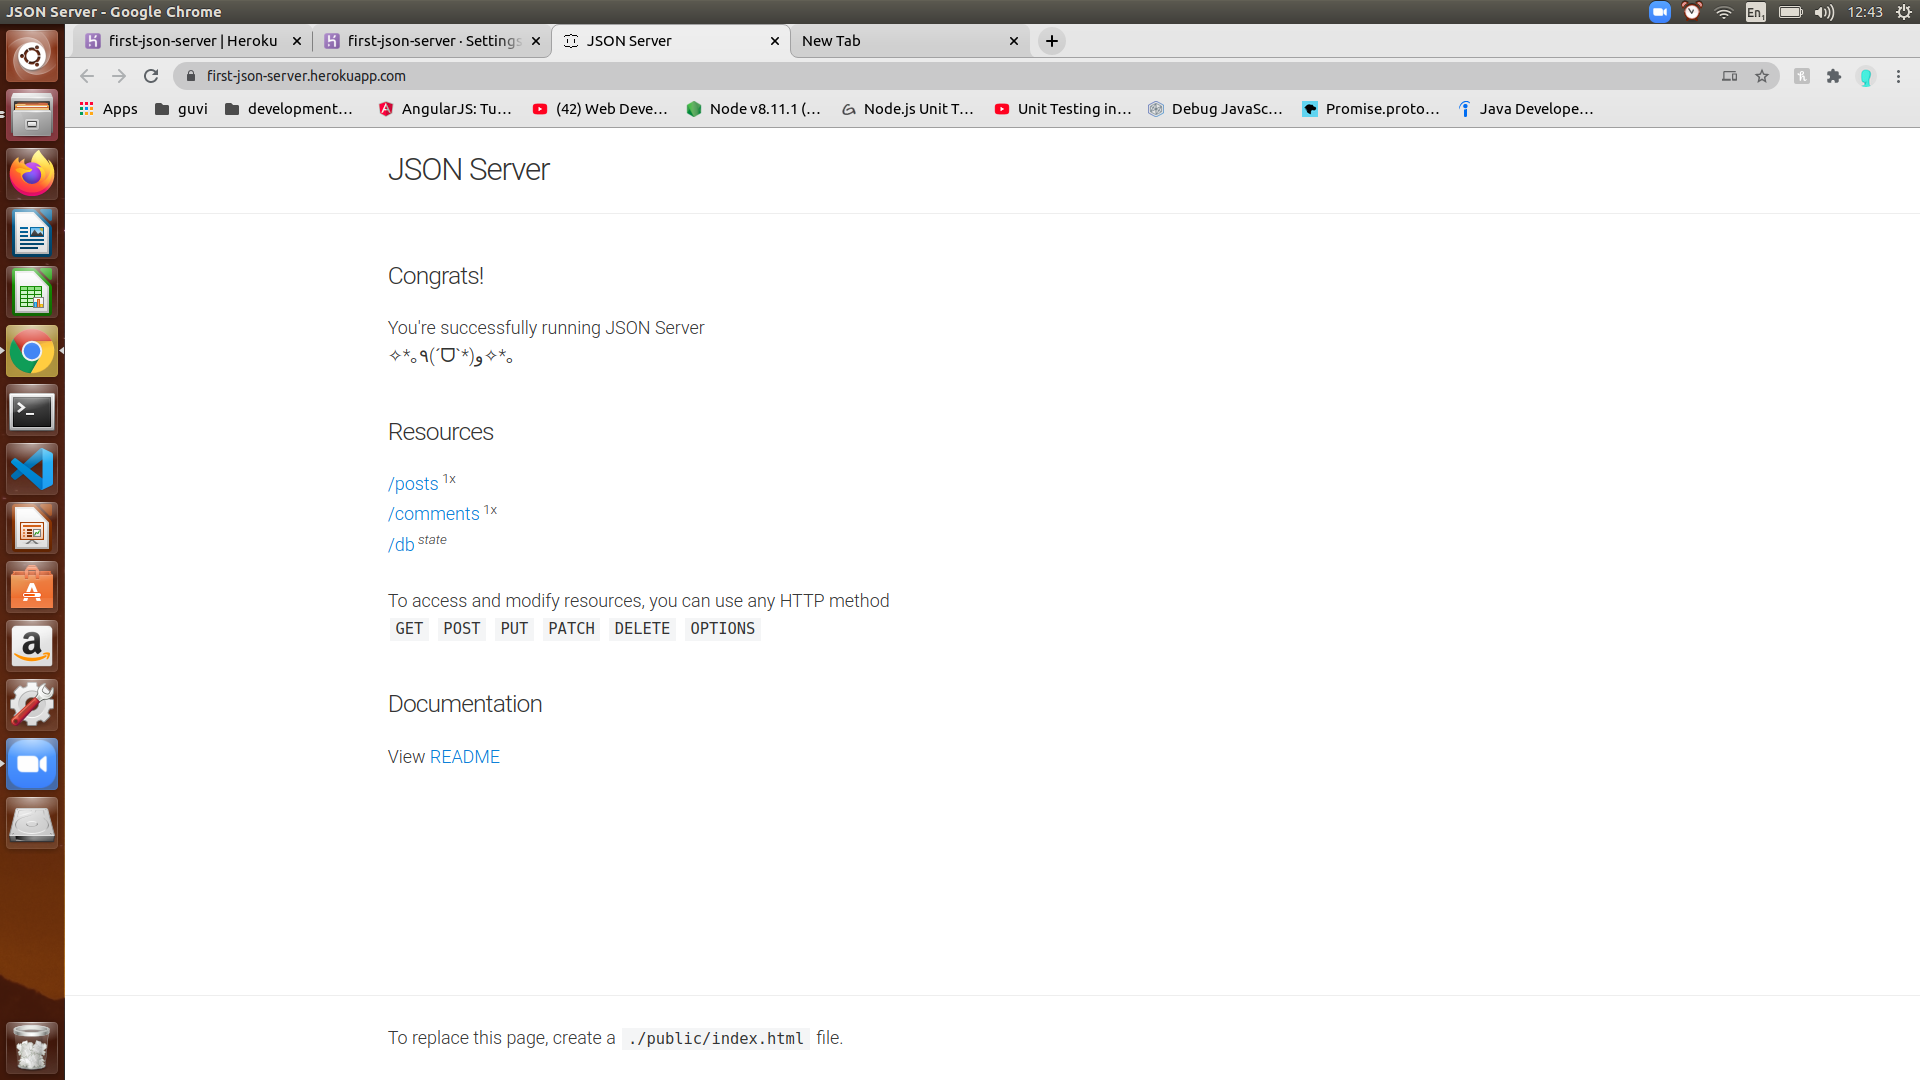 JSON Server - Google Chrome
En1 12:43
first-json-server | Heroku
first-json-server · Settings
JSON Server
New Tab
first-json-server.herokuapp.com
Apps
guvi
development...
AngularJS: Tu...
(42) Web Deve...
Node v8.11.1 (...
Node.js Unit T...
Unit Testing in...
Debug JavaSc...
Promise.proto...
Java Develope...
JSON Server
Congrats!
You're successfully running JSON Server
✧*｡٩(ˊᗜˋ*)و✧*｡
Resources
/posts 1x
/comments 1x
/db state
To access and modify resources, you can use any HTTP method
GET POST PUT PATCH DELETE OPTIONS
Documentation
View README
To replace this page, create a ./public/index.html file.